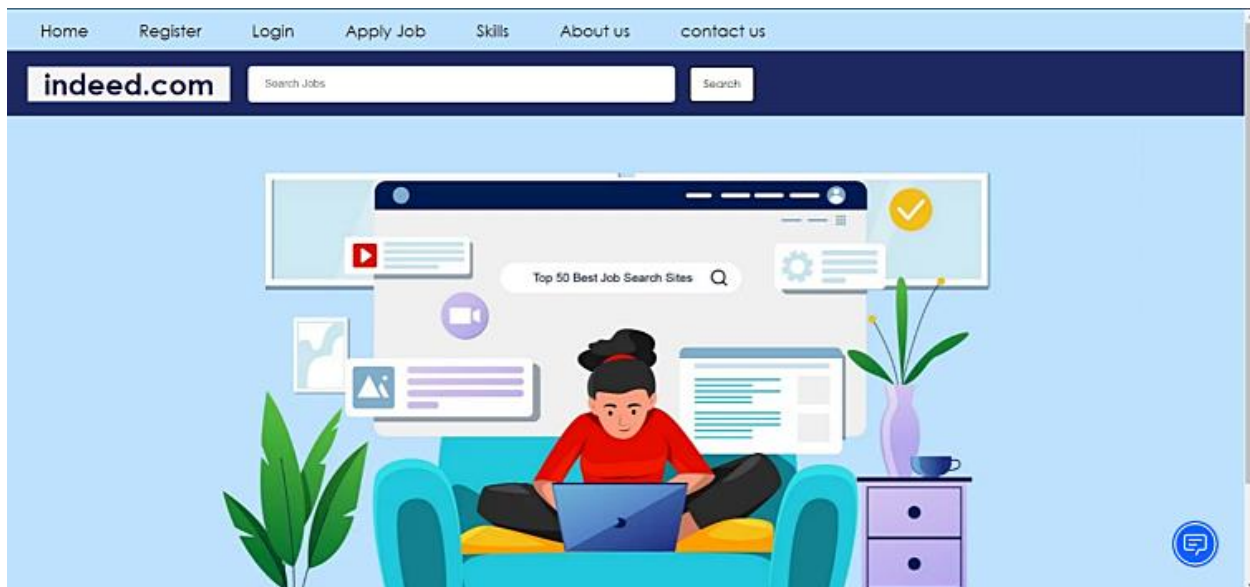 Home Register Login Apply Job Skills About us contact us
indeed.com Search Jobs Search
Top 50 Best Job Search Sites